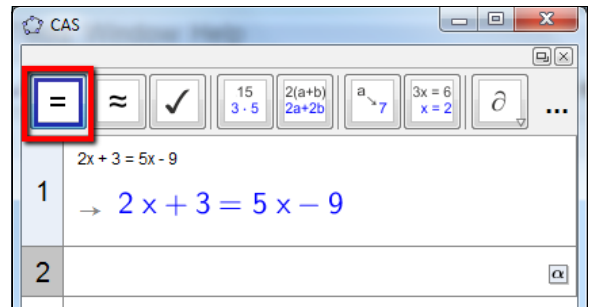 CAS
= ≈ ✓ 15 3 · 5 2(a+b) 2a+2b a 7 3x = 6 x = 2 ∂ ...
2x + 3 = 5x - 9
1
→ 2 x + 3 = 5 x − 9
2 α